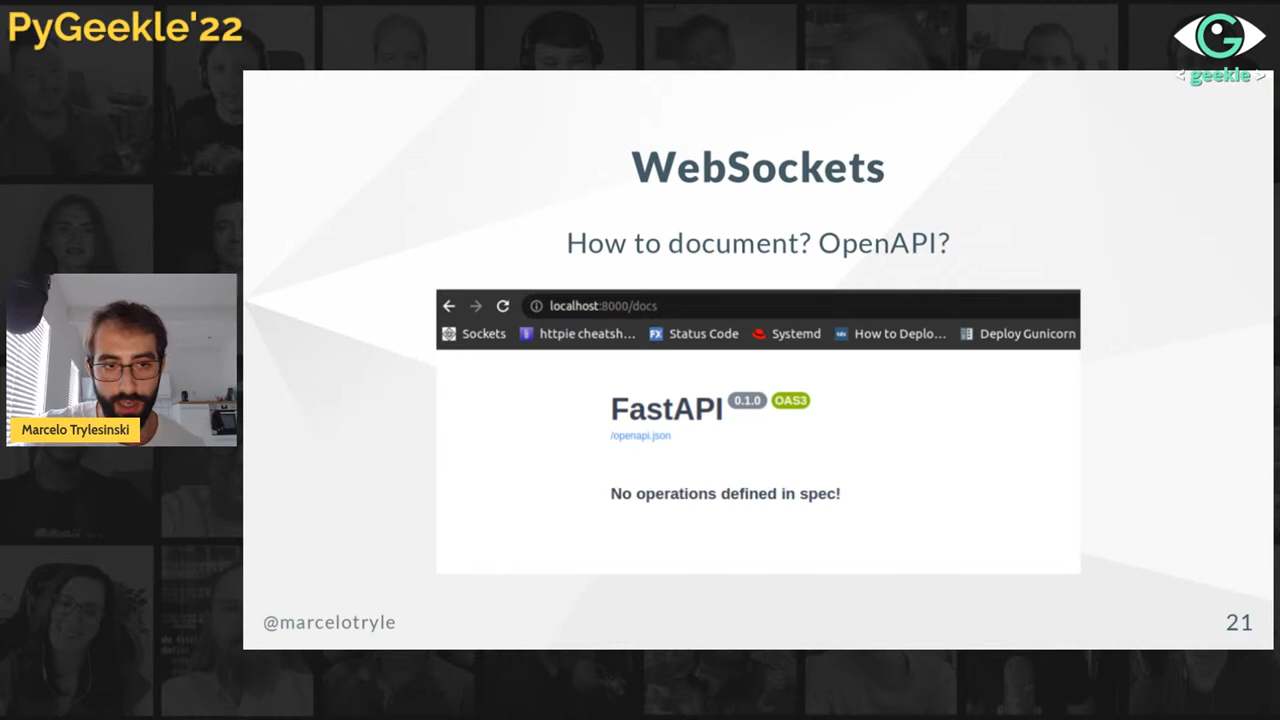 PyGeekle'22
G
< geekle >
WebSockets
How to document? OpenAPI?
localhost:8000/docs
Sockets httpie cheatsh... FX Status Code Systemd How to Deplo... Deploy Gunicorn
FastAPI 0.1.0 OAS3
/openapi.json
No operations defined in spec!
Marcelo Trylesinski
@marcelotryle
21